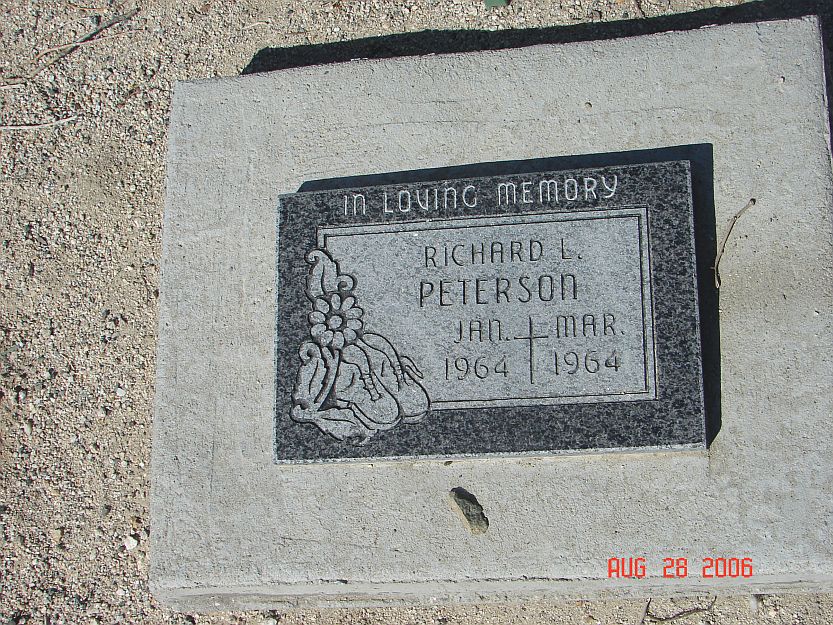 IN LOVING MEMORY
RICHARD L.
PETERSON
JAN. MAR.
1964 1964
AUG 28 2006